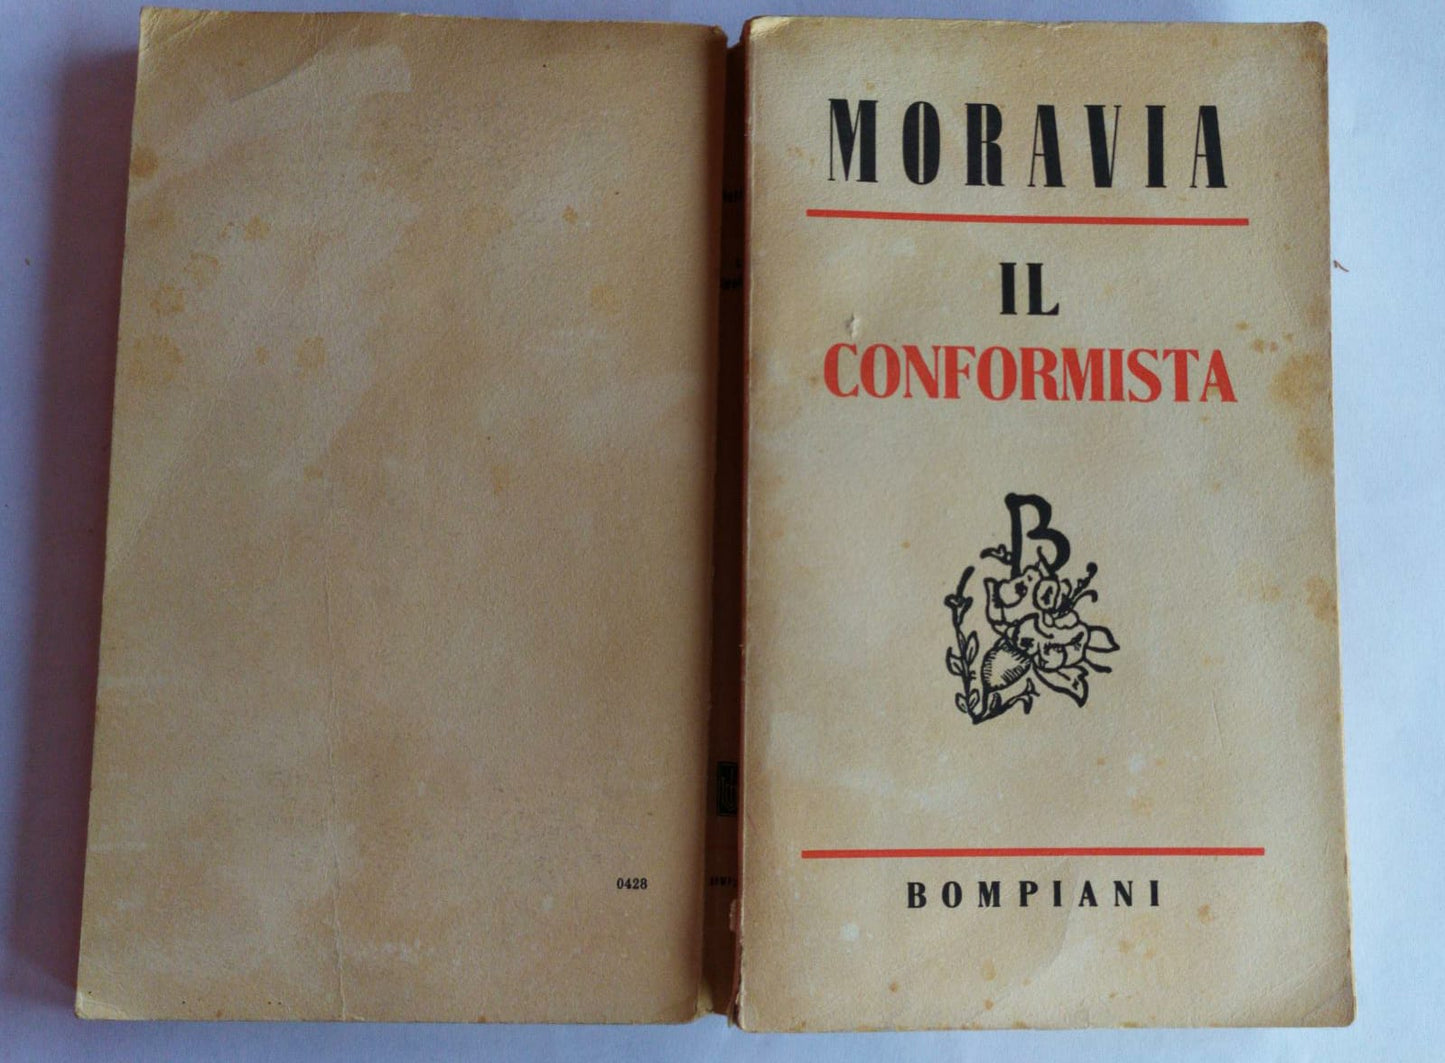 0428
MORAVIA
IL
CONFORMISTA
B
BOMPIANI